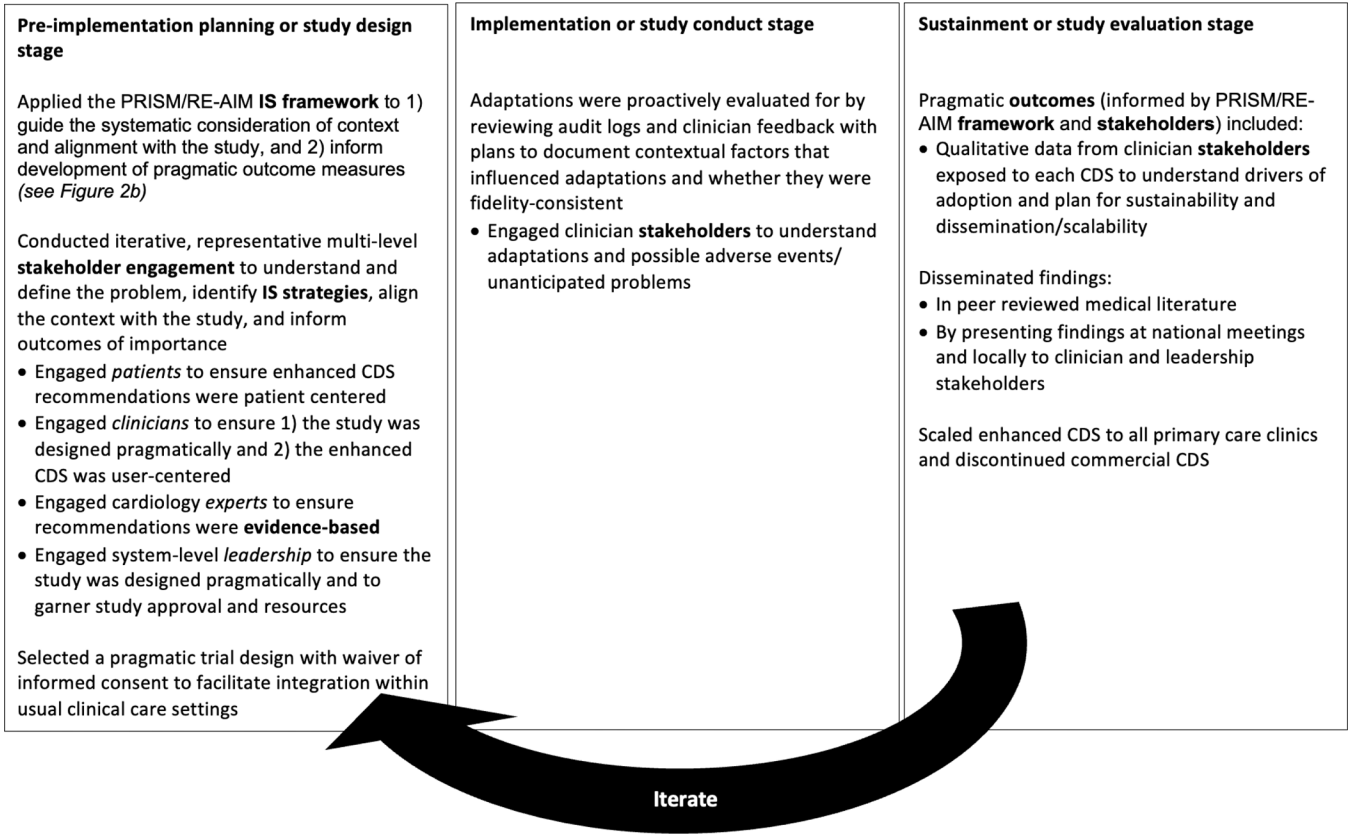 Pre-implementation planning or study design
stage
Applied the PRISM/RE-AIM IS framework to 1)
guide the systematic consideration of context
and alignment with the study, and 2) inform
development of pragmatic outcome measures
(see Figure 2b)
Conducted iterative, representative multi-level
stakeholder engagement to understand and
define the problem, identify IS strategies, align
the context with the study, and inform
outcomes of importance
• Engaged patients to ensure enhanced CDS
recommendations were patient centered
• Engaged clinicians to ensure 1) the study was
designed pragmatically and 2) the enhanced
CDS was user-centered
• Engaged cardiology experts to ensure
recommendations were evidence-based
• Engaged system-level leadership to ensure the
study was designed pragmatically and to
garner study approval and resources
Selected a pragmatic trial design with waiver of
informed consent to facilitate integration within
usual clinical care settings
Implementation or study conduct stage
Adaptations were proactively evaluated for by
reviewing audit logs and clinician feedback with
plans to document contextual factors that
influenced adaptations and whether they were
fidelity-consistent
• Engaged clinician stakeholders to understand
adaptations and possible adverse events/
unanticipated problems
Sustainment or study evaluation stage
Pragmatic outcomes (informed by PRISM/RE-
AIM framework and stakeholders) included:
• Qualitative data from clinician stakeholders
exposed to each CDS to understand drivers of
adoption and plan for sustainability and
dissemination/scalability
Disseminated findings:
• In peer reviewed medical literature
• By presenting findings at national meetings
and locally to clinician and leadership
stakeholders
Scaled enhanced CDS to all primary care clinics
and discontinued commercial CDS
Iterate